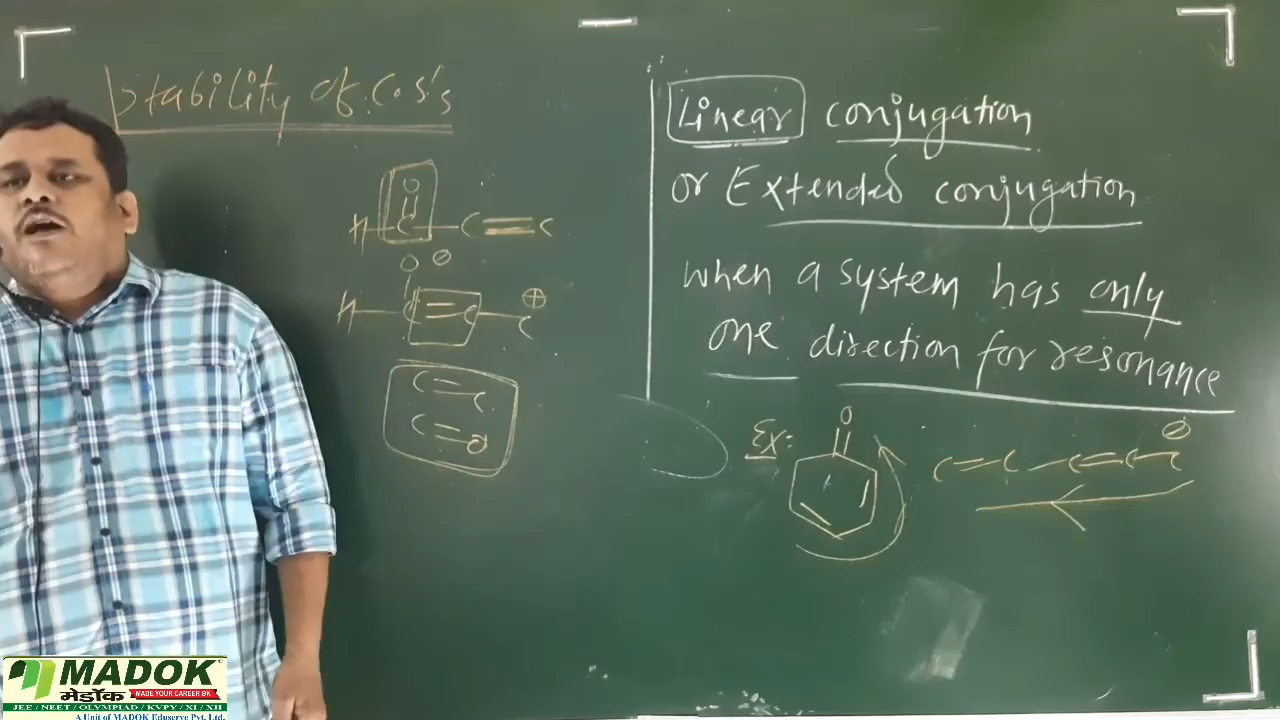 Stability of C.S's
O
H-C-C=C
O ⊖
H-C=C-C ⊕
C=C
C=O
Linear conjugation
or Extended conjugation
when a system has only
one direction for resonance
Ex:
O
C=C-C=C-C ⊖
MADOK
मेडॉक MADE YOUR CAREER BK
JEE / NEET / OLYMPIAD / KVPY / XI / XII
A Unit of MADOK Eduserve Pvt. Ltd.